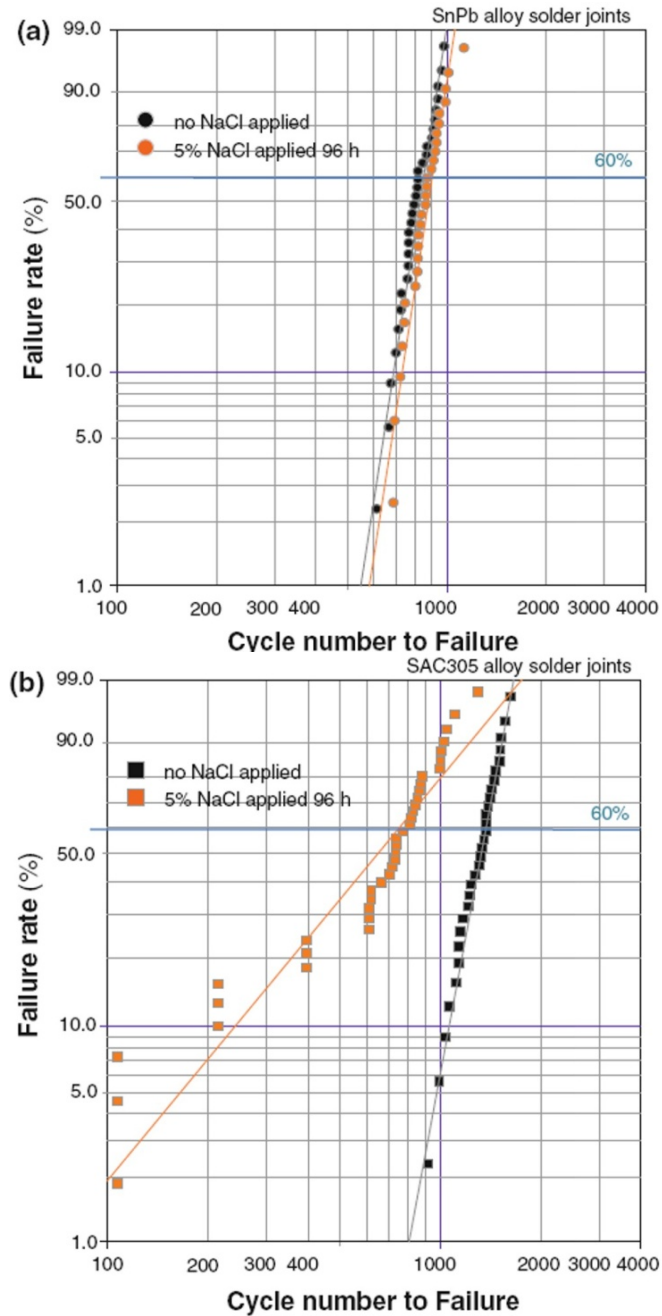 (a)
SnPb alloy solder joints
99.0
90.0
no NaCl applied
5% NaCl applied 96 h
60%
50.0
Failure rate (%)
10.0
5.0
1.0
100 200 300 400 1000 2000 3000 4000
Cycle number to Failure
(b)
SAC305 alloy solder joints
99.0
90.0
no NaCl applied
5% NaCl applied 96 h
60%
50.0
Failure rate (%)
10.0
5.0
1.0
100 200 300 400 1000 2000 3000 4000
Cycle number to Failure